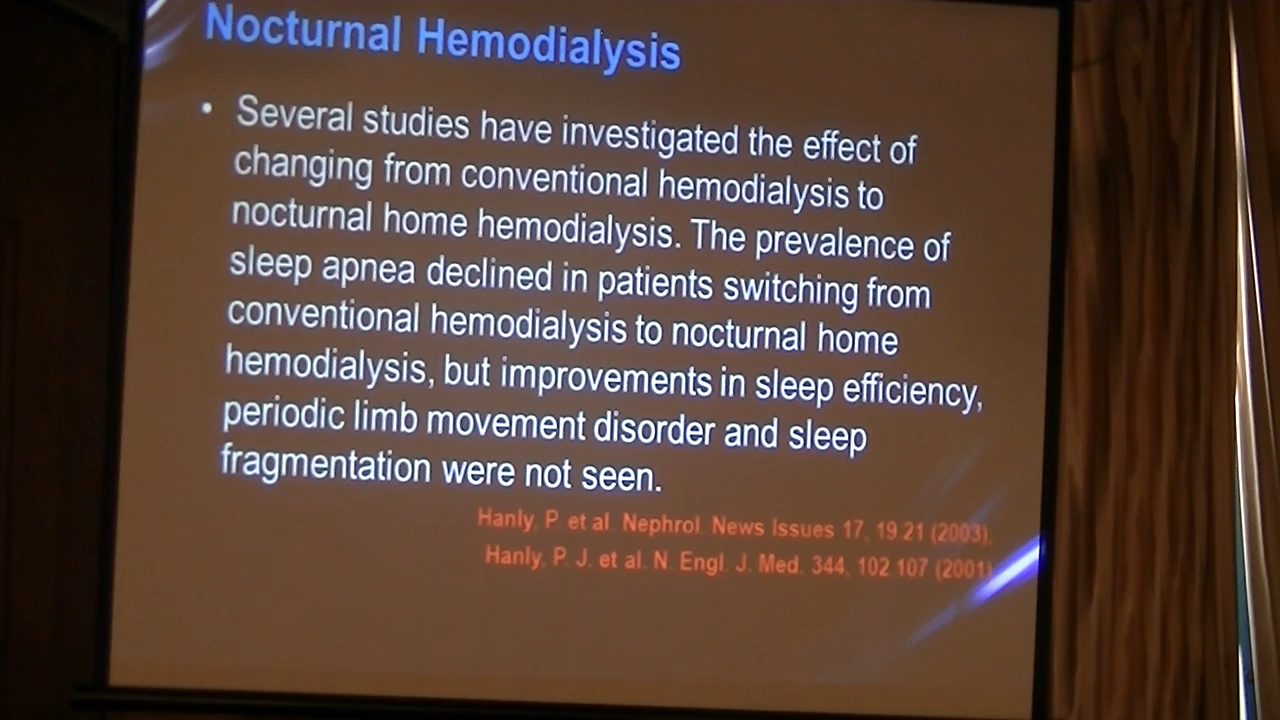 Nocturnal Hemodialysis
• Several studies have investigated the effect of
changing from conventional hemodialysis to
nocturnal home hemodialysis. The prevalence of
sleep apnea declined in patients switching from
conventional hemodialysis to nocturnal home
hemodialysis, but improvements in sleep efficiency,
periodic limb movement disorder and sleep
fragmentation were not seen.
Hanly, P. et al. Nephrol. News Issues 17, 19.21 (2003).
Hanly, P. J. et al. N. Engl. J. Med. 344, 102.107 (2001)